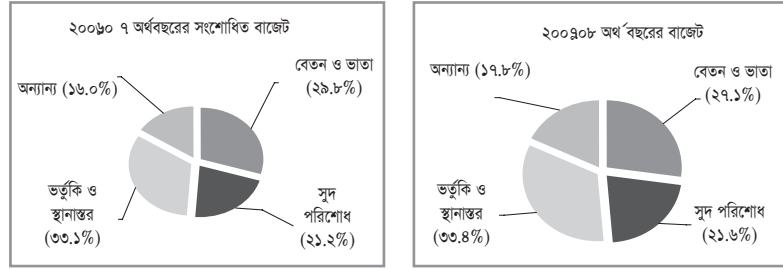 ২০০৬০ ৭ অর্থবছরের সংশোধিত বাজেট
বেতন ও ভাতা
(২৯.৮%)
অন্যান্য (১৬.০%)
ভর্তুকি ও
স্থানান্তর
(৩৩.১%)
সুদ
পরিশোধ
(২১.২%)
২০০৭০৮ অর্থ বছরের বাজেট
অন্যান্য (১৭.৮%)
বেতন ও ভাতা
(২৭.১%)
ভর্তুকি ও
স্থানান্তর
(৩৩.৪%)
সুদ পরিশোধ
(২১.৬%)